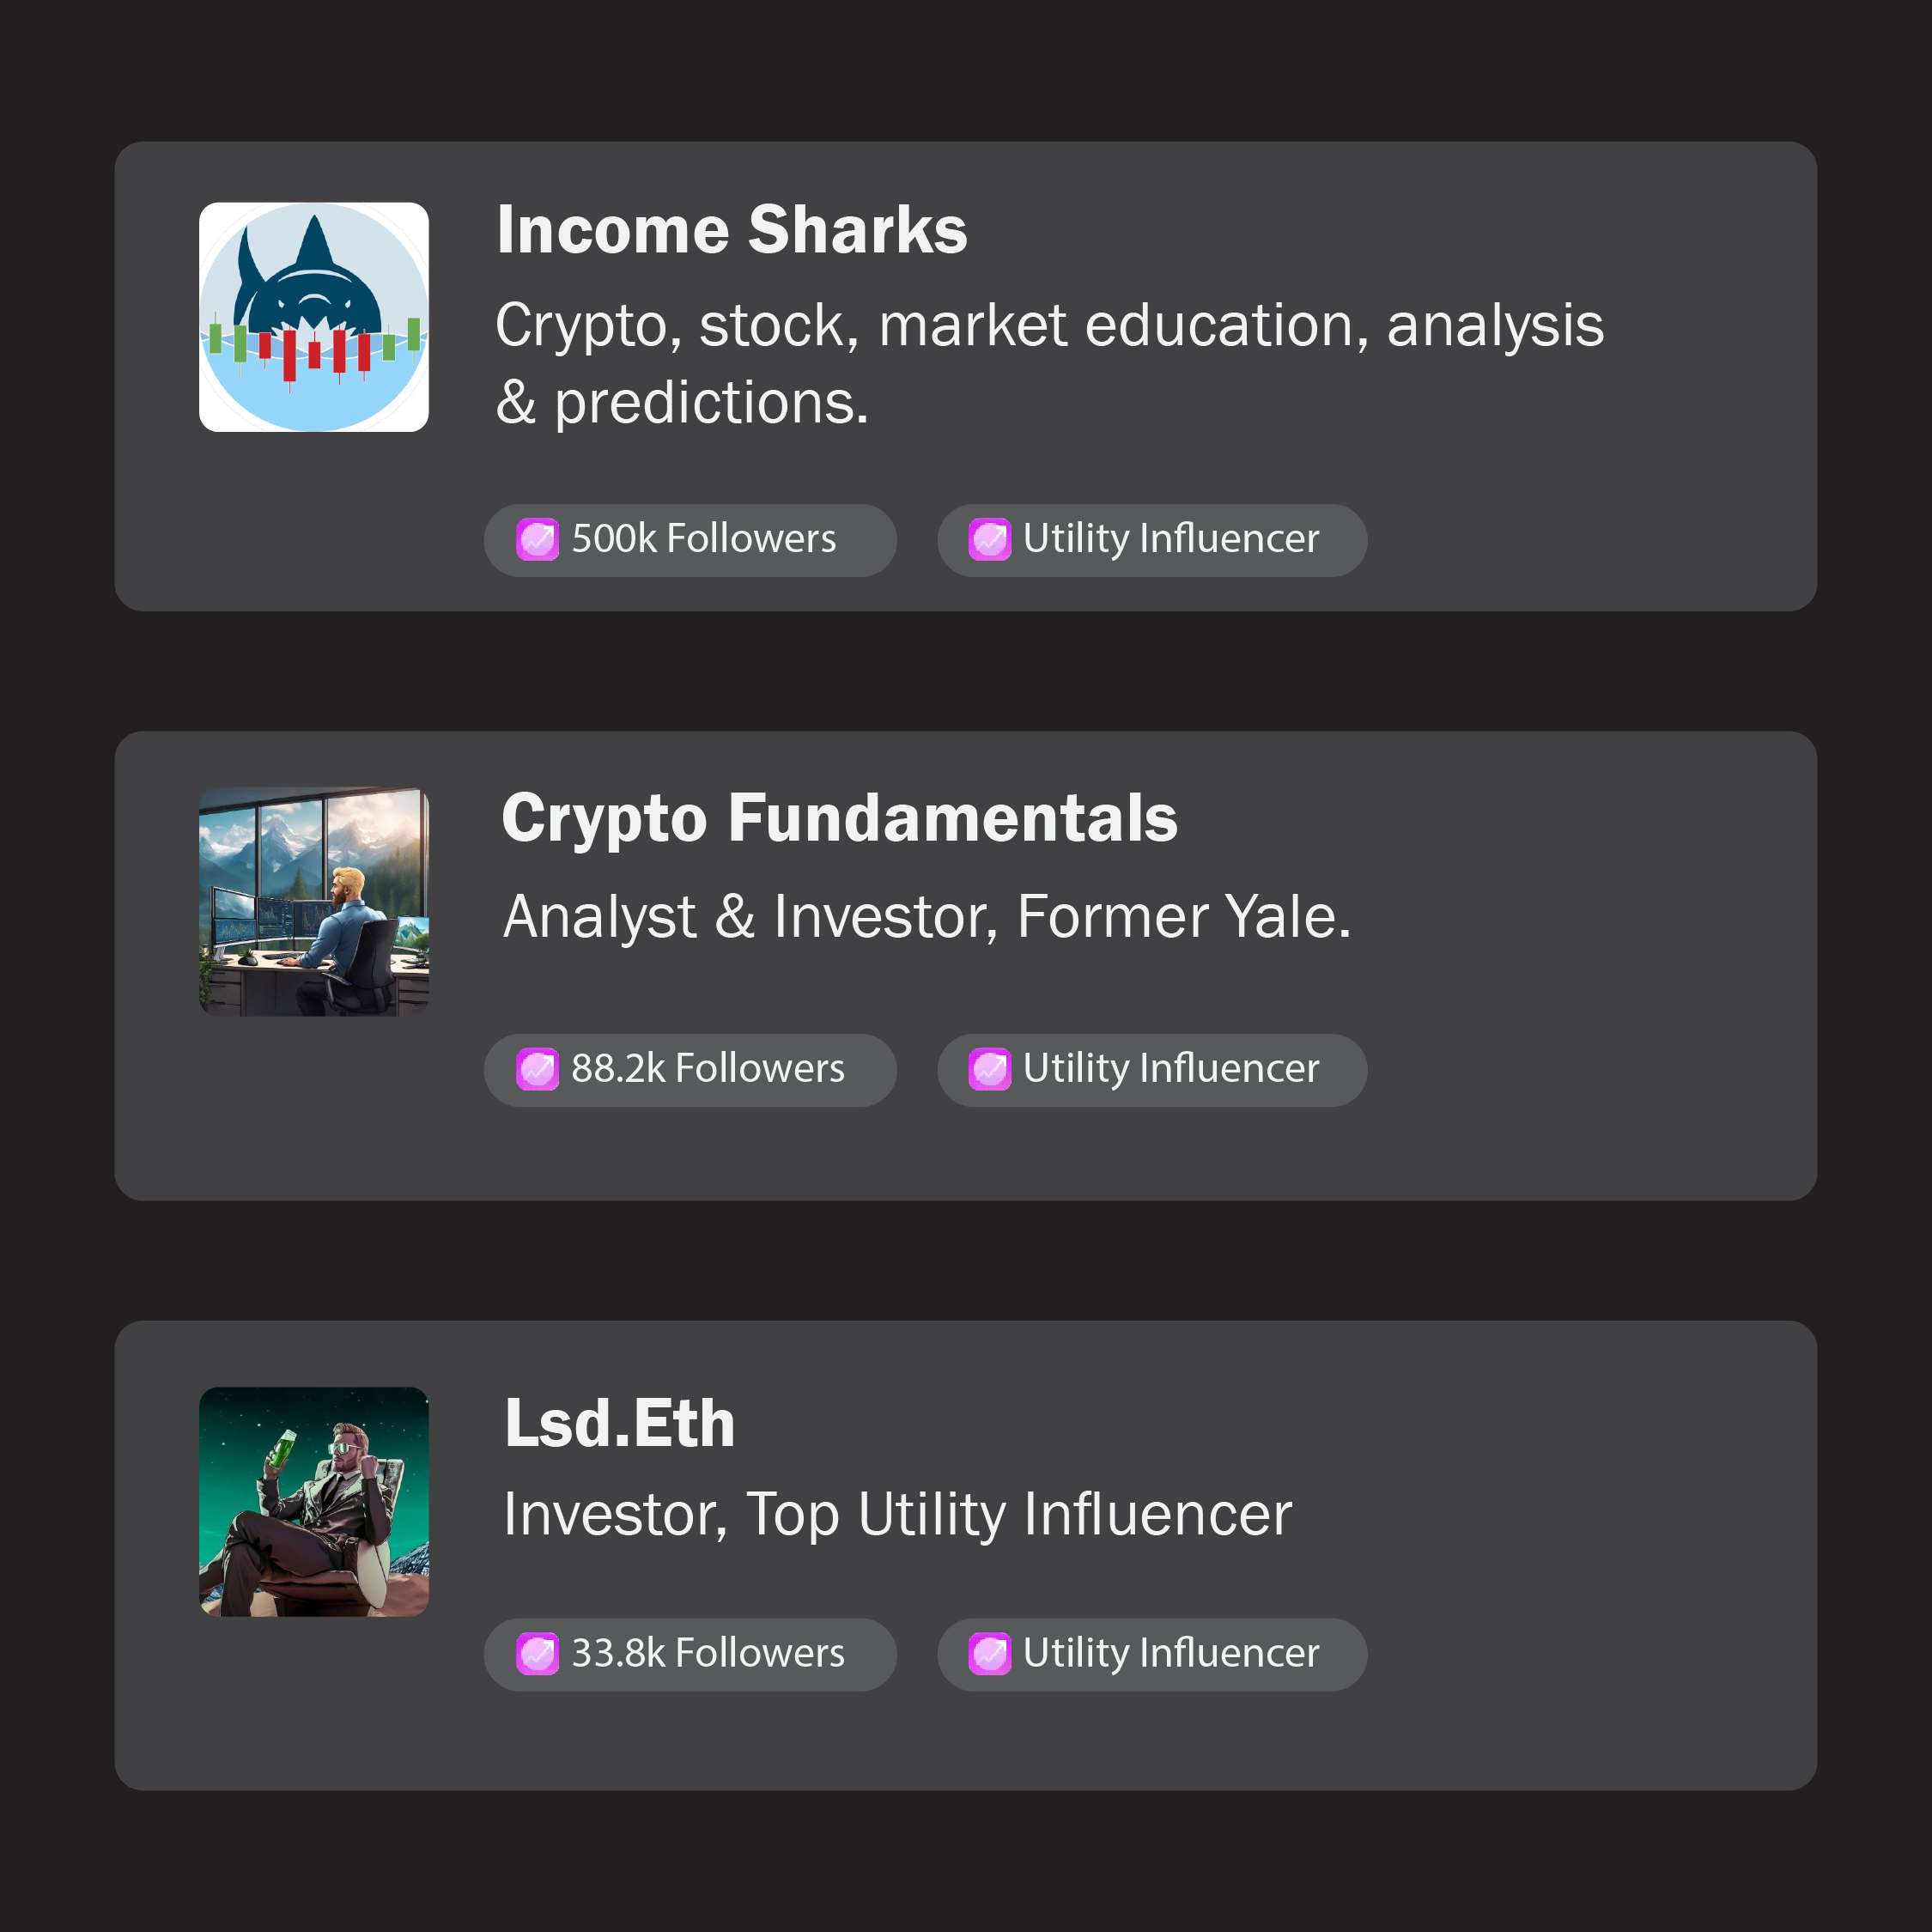 Income Sharks
Crypto, stock, market education, analysis
& predictions.
500k Followers
Utility Influencer
Crypto Fundamentals
Analyst & Investor, Former Yale.
88.2k Followers
Utility Influencer
Lsd.Eth
Investor, Top Utility Influencer
33.8k Followers
Utility Influencer